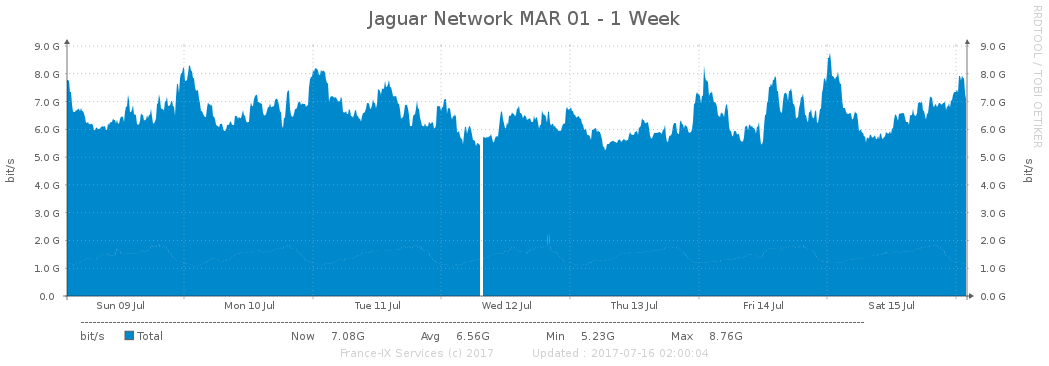 Jaguar Network MAR 01 - 1 Week
RRDTOOL / TOBI OETIKER
bit/s
9.0 G 9.0 G
8.0 G 8.0 G
7.0 G 7.0 G
6.0 G 6.0 G
5.0 G 5.0 G
4.0 G 4.0 G
3.0 G 3.0 G
2.0 G 2.0 G
1.0 G 1.0 G
0.0 0.0 G
bit/s
Sun 09 Jul Mon 10 Jul Tue 11 Jul Wed 12 Jul Thu 13 Jul Fri 14 Jul Sat 15 Jul
bit/s Total Now 7.08G Avg 6.56G Min 5.23G Max 8.76G
France-IX Services (c) 2017 Updated : 2017-07-16 02:00:04